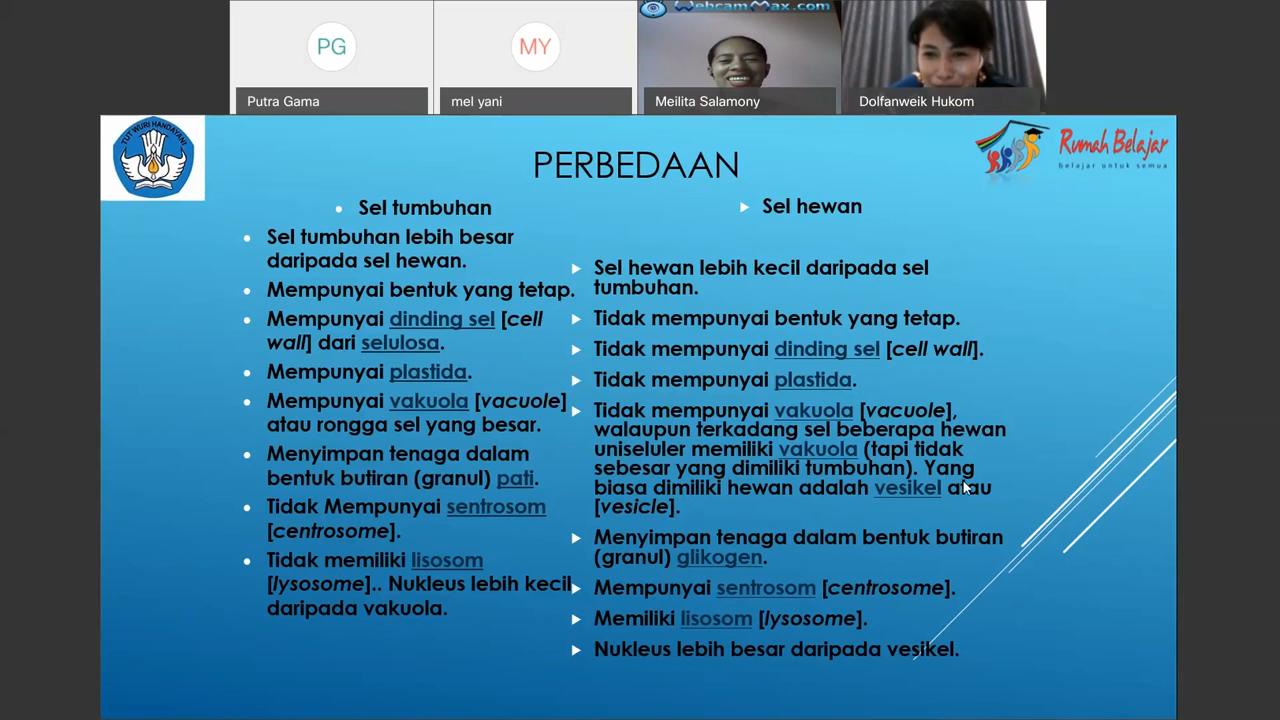 PG
MY
WebcamMax.com
Putra Gama
mel yani
Meilita Salamony
Dolfanweik Hukom
TUT WURI HANDAYANI
Rumah Belajar
belajar untuk semua
PERBEDAAN
• Sel tumbuhan
• Sel tumbuhan lebih besar
daripada sel hewan.
• Mempunyai bentuk yang tetap.
• Mempunyai dinding sel [cell
wall] dari selulosa.
• Mempunyai plastida.
• Mempunyai vakuola [vacuole]
atau rongga sel yang besar.
• Menyimpan tenaga dalam
bentuk butiran (granul) pati.
• Tidak Mempunyai sentrosom
[centrosome].
• Tidak memiliki lisosom
[lysosome].. Nukleus lebih kecil
daripada vakuola.
Sel hewan
Sel hewan lebih kecil daripada sel
tumbuhan.
Tidak mempunyai bentuk yang tetap.
Tidak mempunyai dinding sel [cell wall].
Tidak mempunyai plastida.
Tidak mempunyai vakuola [vacuole],
walaupun terkadang sel beberapa hewan
uniseluler memiliki vakuola (tapi tidak
sebesar yang dimiliki tumbuhan). Yang
biasa dimiliki hewan adalah vesikel atau
[vesicle].
Menyimpan tenaga dalam bentuk butiran
(granul) glikogen.
Mempunyai sentrosom [centrosome].
Memiliki lisosom [lysosome].
Nukleus lebih besar daripada vesikel.